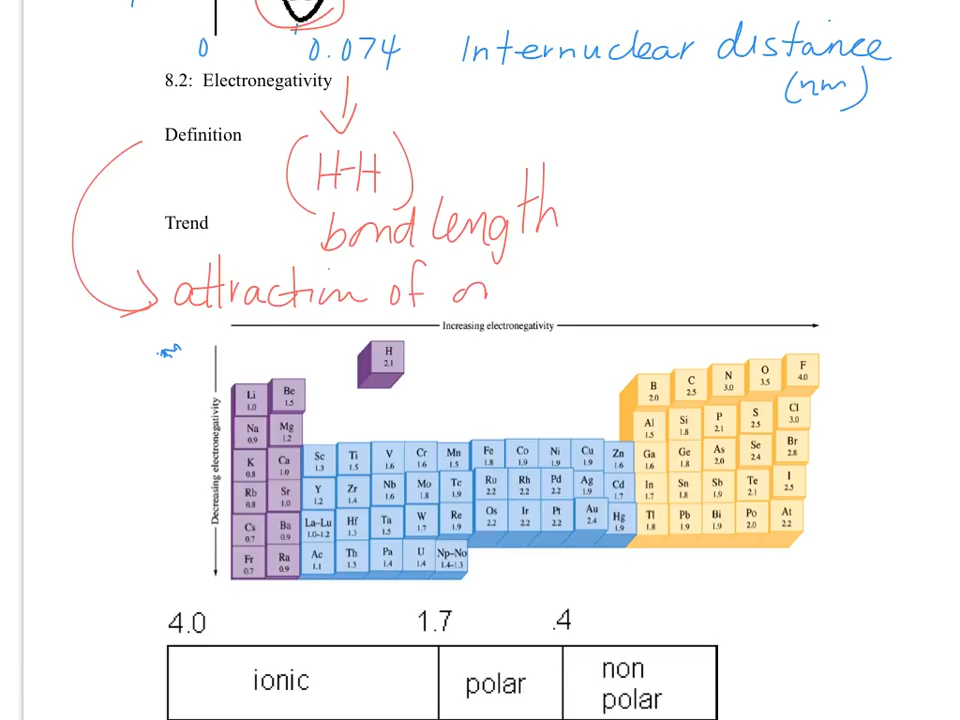 0 0.074 Internuclear distance
(nm)
8.2: Electronegativity
Definition
(H-H)
Trend
bond length
attraction of
Increasing electronegativity
Decreasing electronegativity
H 2.1
Li 1.0 Be 1.5 B 2.0 C 2.5 N 3.0 O 3.5 F 4.0
Na 0.9 Mg 1.2 Al 1.5 Si 1.8 P 2.1 S 2.5 Cl 3.0
K 0.8 Ca 1.0 Sc 1.3 Ti 1.5 V 1.6 Cr 1.6 Mn 1.5 Fe 1.8 Co 1.9 Ni 1.9 Cu 1.9 Zn 1.6 Ga 1.6 Ge 1.8 As 2.0 Se 2.4 Br 2.8
Rb 0.8 Sr 1.0 Y 1.2 Zr 1.4 Nb 1.6 Mo 1.8 Tc 1.9 Ru 2.2 Rh 2.2 Pd 2.2 Ag 1.9 Cd 1.7 In 1.7 Sn 1.8 Sb 1.9 Te 2.1 I 2.5
Cs 0.7 Ba 0.9 La–Lu 1.0–1.2 Hf 1.3 Ta 1.5 W 1.7 Re 1.9 Os 2.2 Ir 2.2 Pt 2.2 Au 2.4 Hg 1.9 Tl 1.8 Pb 1.9 Bi 1.9 Po 2.0 At 2.2
Fr 0.7 Ra 0.9 Ac 1.1 Th 1.3 Pa 1.4 U 1.4 Np–No 1.4–1.3
4.0 1.7 .4
ionic polar non
polar